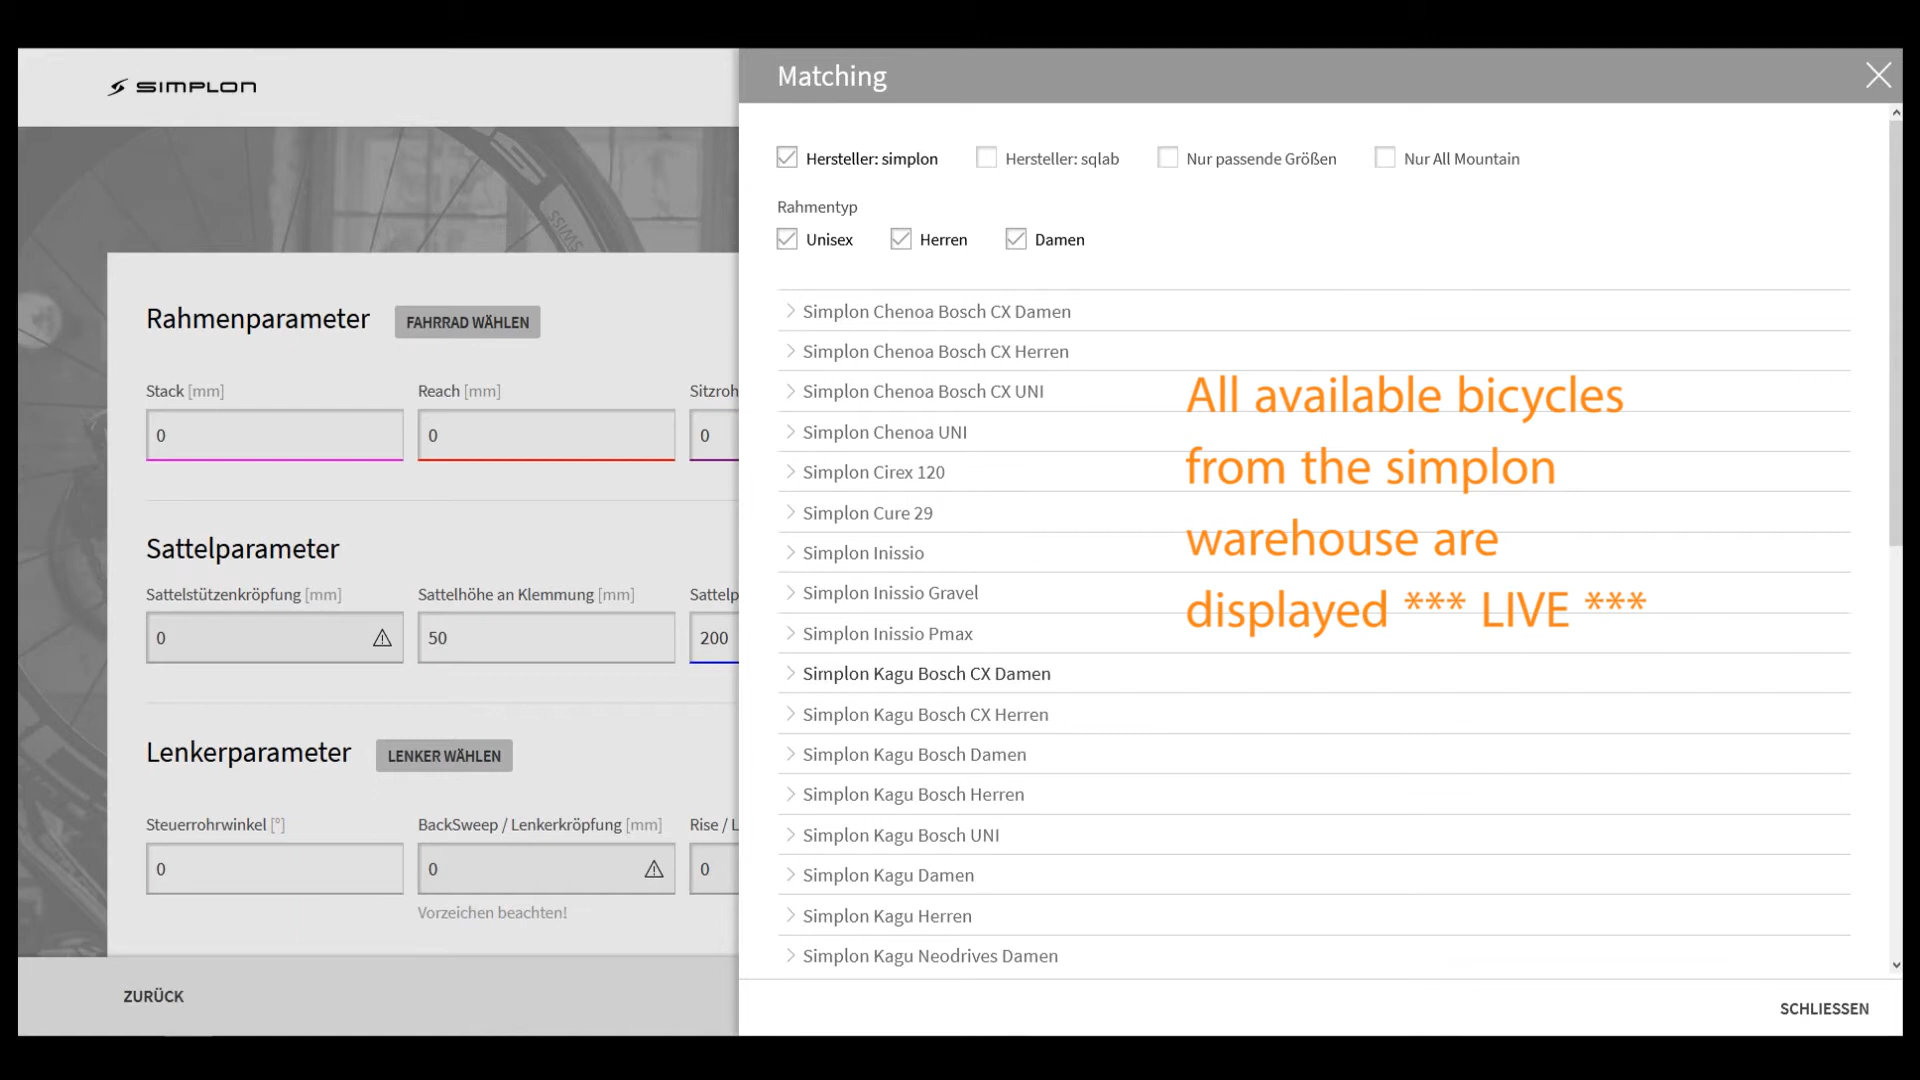 SIMPLON
SWISS
Rahmenparameter
FAHRRAD WÄHLEN
Stack [mm]
Reach [mm]
Sitzroh
0
0
0
Sattelparameter
Sattelstützenkröpfung [mm]
Sattelhöhe an Klemmung [mm]
Sattelp
0
50
200
Lenkerparameter
LENKER WÄHLEN
Steuerrohrwinkel [°]
BackSweep / Lenkerkröpfung [mm]
Rise / L
0
0
0
Vorzeichen beachten!
ZURÜCK
Matching
Hersteller: simplon
Hersteller: sqlab
Nur passende Größen
Nur All Mountain
Rahmentyp
Unisex
Herren
Damen
Simplon Chenoa Bosch CX Damen
Simplon Chenoa Bosch CX Herren
Simplon Chenoa Bosch CX UNI
Simplon Chenoa UNI
Simplon Cirex 120
Simplon Cure 29
Simplon Inissio
Simplon Inissio Gravel
Simplon Inissio Pmax
Simplon Kagu Bosch CX Damen
Simplon Kagu Bosch CX Herren
Simplon Kagu Bosch Damen
Simplon Kagu Bosch Herren
Simplon Kagu Bosch UNI
Simplon Kagu Damen
Simplon Kagu Herren
Simplon Kagu Neodrives Damen
All available bicycles
from the simplon
warehouse are
displayed *** LIVE ***
SCHLIESSEN